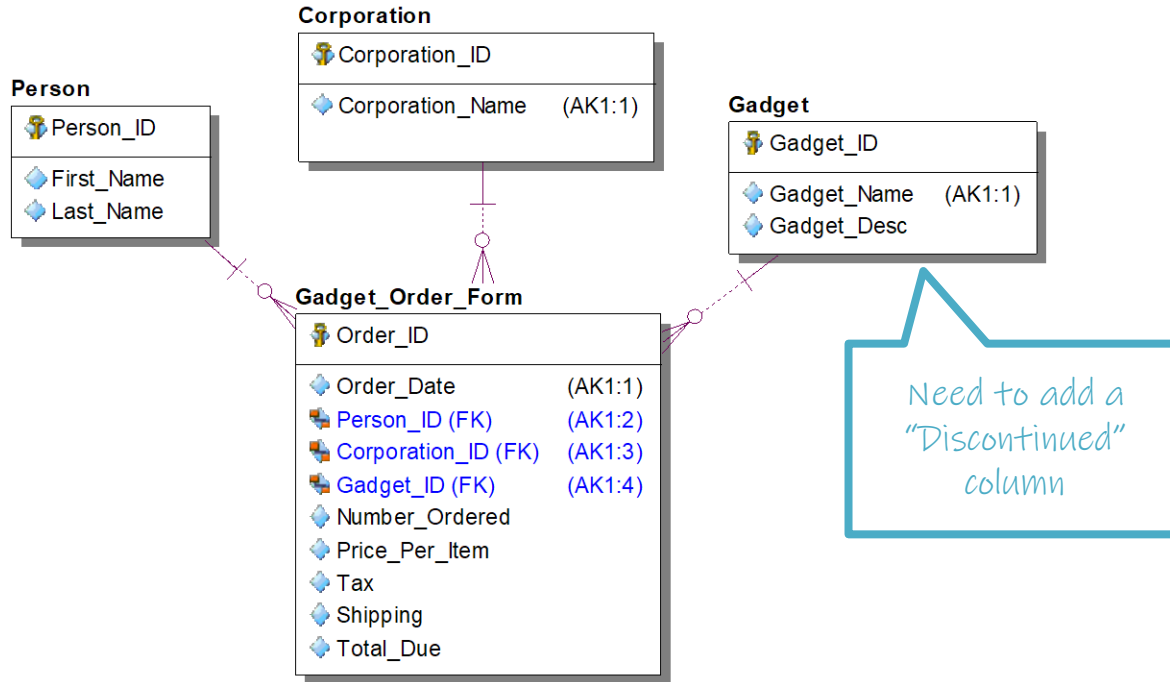 Corporation
Corporation_ID
Corporation_Name (AK1:1)
Person
Person_ID
First_Name
Last_Name
Gadget
Gadget_ID
Gadget_Name (AK1:1)
Gadget_Desc
Gadget_Order_Form
Order_ID
Order_Date (AK1:1)
Person_ID (FK) (AK1:2)
Corporation_ID (FK) (AK1:3)
Gadget_ID (FK) (AK1:4)
Number_Ordered
Price_Per_Item
Tax
Shipping
Total_Due
Need to add a
“Discontinued”
column